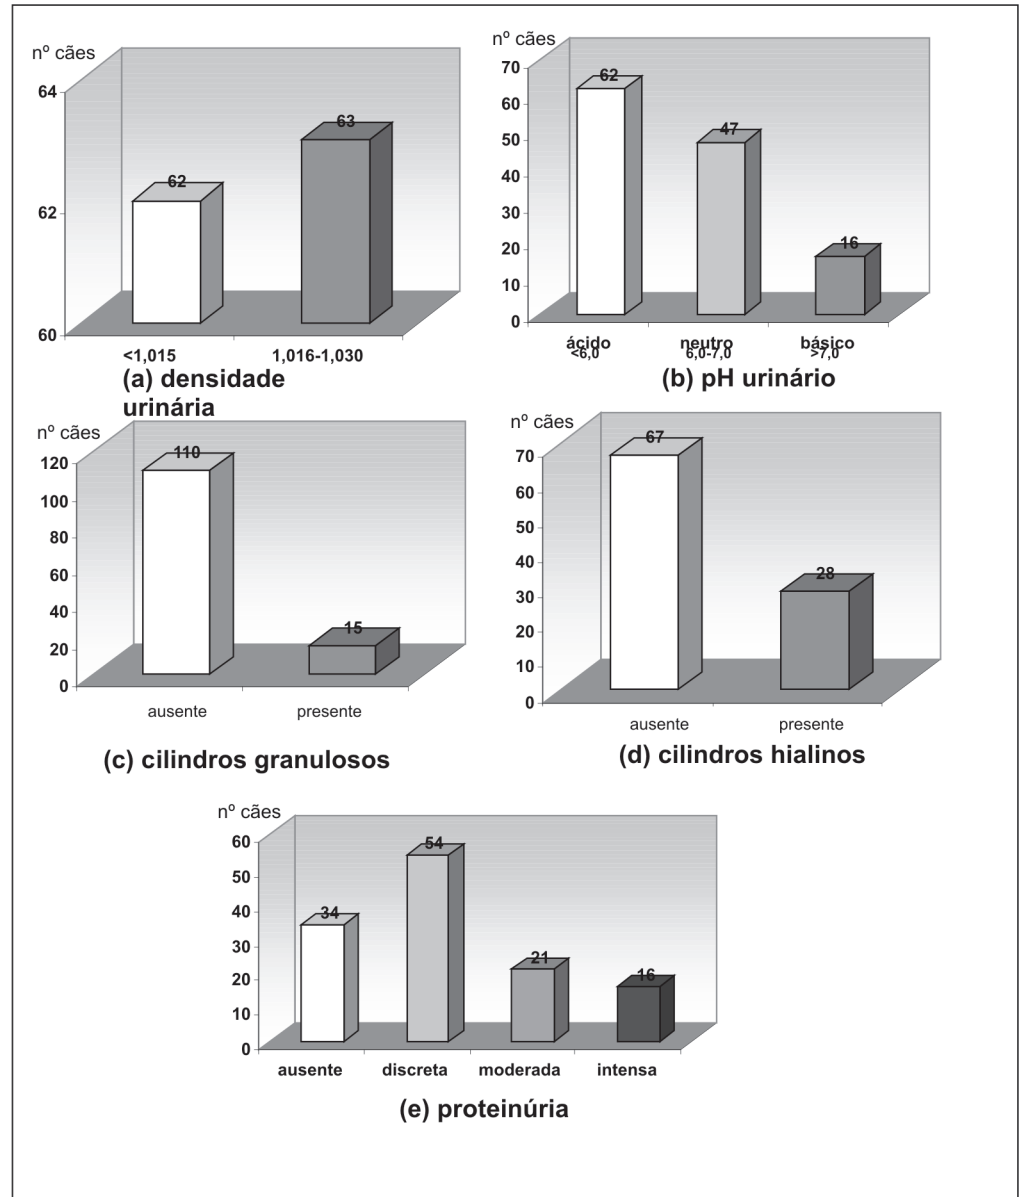 nº cães
64
62
60
62
63
<1,015
1,016-1,030
(a) densidade
urinária
nº cães
70
60
50
40
30
20
10
0
62
47
16
ácido
<6,0
neutro
6,0-7,0
básico
>7,0
(b) pH urinário
nº cães
120
100
80
60
40
20
0
110
15
ausente
presente
(c) cilindros granulosos
nº cães
70
60
50
40
30
20
10
0
67
28
ausente
presente
(d) cilindros hialinos
nº cães
60
50
40
30
20
10
0
34
54
21
16
ausente
discreta
moderada
intensa
(e) proteinúria